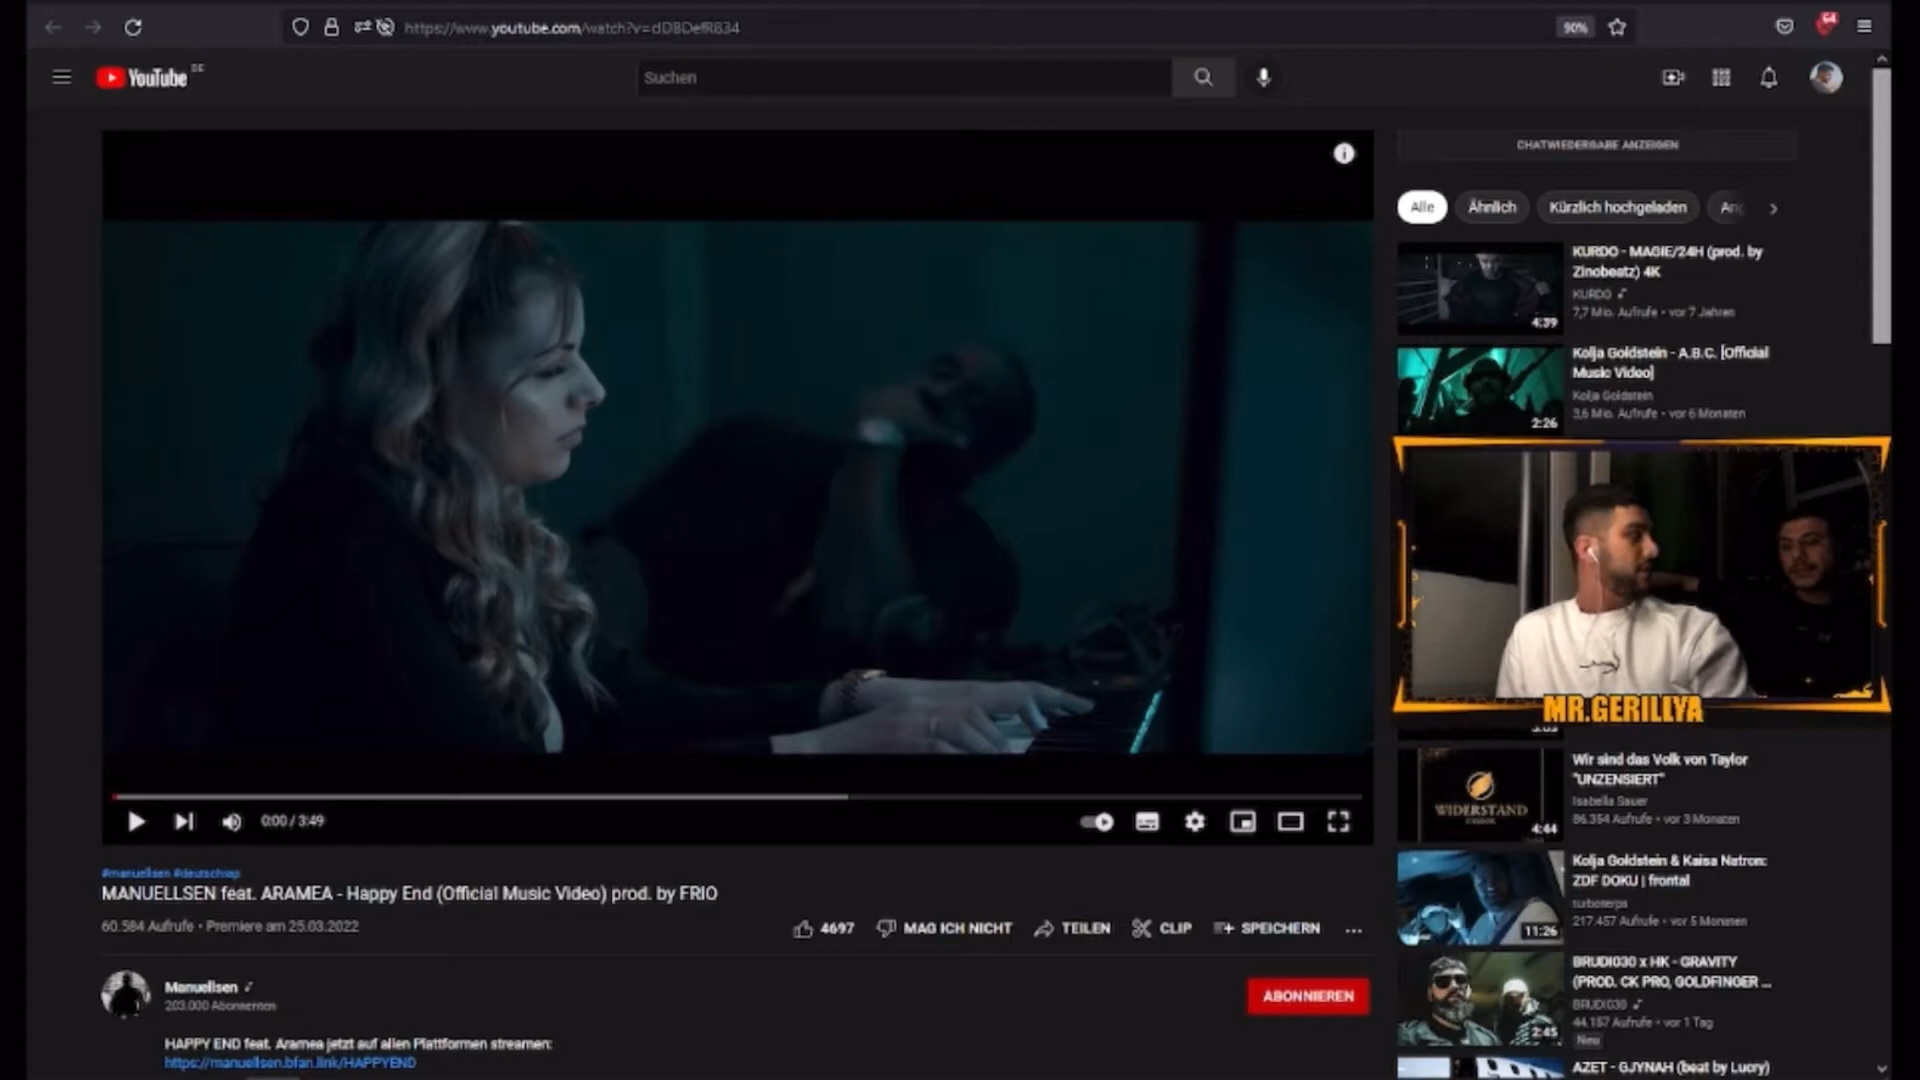 https://www.youtube.com/watch?v=dDBDefRB34
90%
64
YouTube DE
Suchen
CHATWIEDERGABE ANZEIGEN
Alle
Ähnlich
Kürzlich hochgeladen
KURDO - MAGIE/24H (prod. by
Zinobeatz) 4K
KURDO
7,7 Mio. Aufrufe • vor 7 Jahren
4:39
Kolja Goldstein - A.B.C. [Official
Music Video]
Kolja Goldstein
3,6 Mio. Aufrufe • vor 6 Monaten
2:26
MR.GERILLYA
Wir sind das Volk von Taylor
"UNZENSIERT"
Isabella Sauer
86.354 Aufrufe • vor 3 Monaten
WIDERSTAND
4:44
Kolja Goldstein & Kaisa Natron:
ZDF DOKU | frontal
turbonerps
217.457 Aufrufe • vor 5 Monaten
11:26
BRUDI030 x HK - GRAVITY
(PROD. CK PRO, GOLDFINGER ...
BRUDI030
44.157 Aufrufe • vor 1 Tag
Neu
2:45
AZET - GJYNAH (beat by Lucry)
0:00 / 3:49
#manuellsen #deutschrap
MANUELLSEN feat. ARAMEA - Happy End (Official Music Video) prod. by FRIO
60.584 Aufrufe • Premiere am 25.03.2022
4697
MAG ICH NICHT
TEILEN
CLIP
SPEICHERN
Manuellsen
203.000 Abonnenten
ABONNIEREN
HAPPY END feat. Aramea jetzt auf allen Plattformen streamen:
https://manuellsen.bfan.link/HAPPYEND